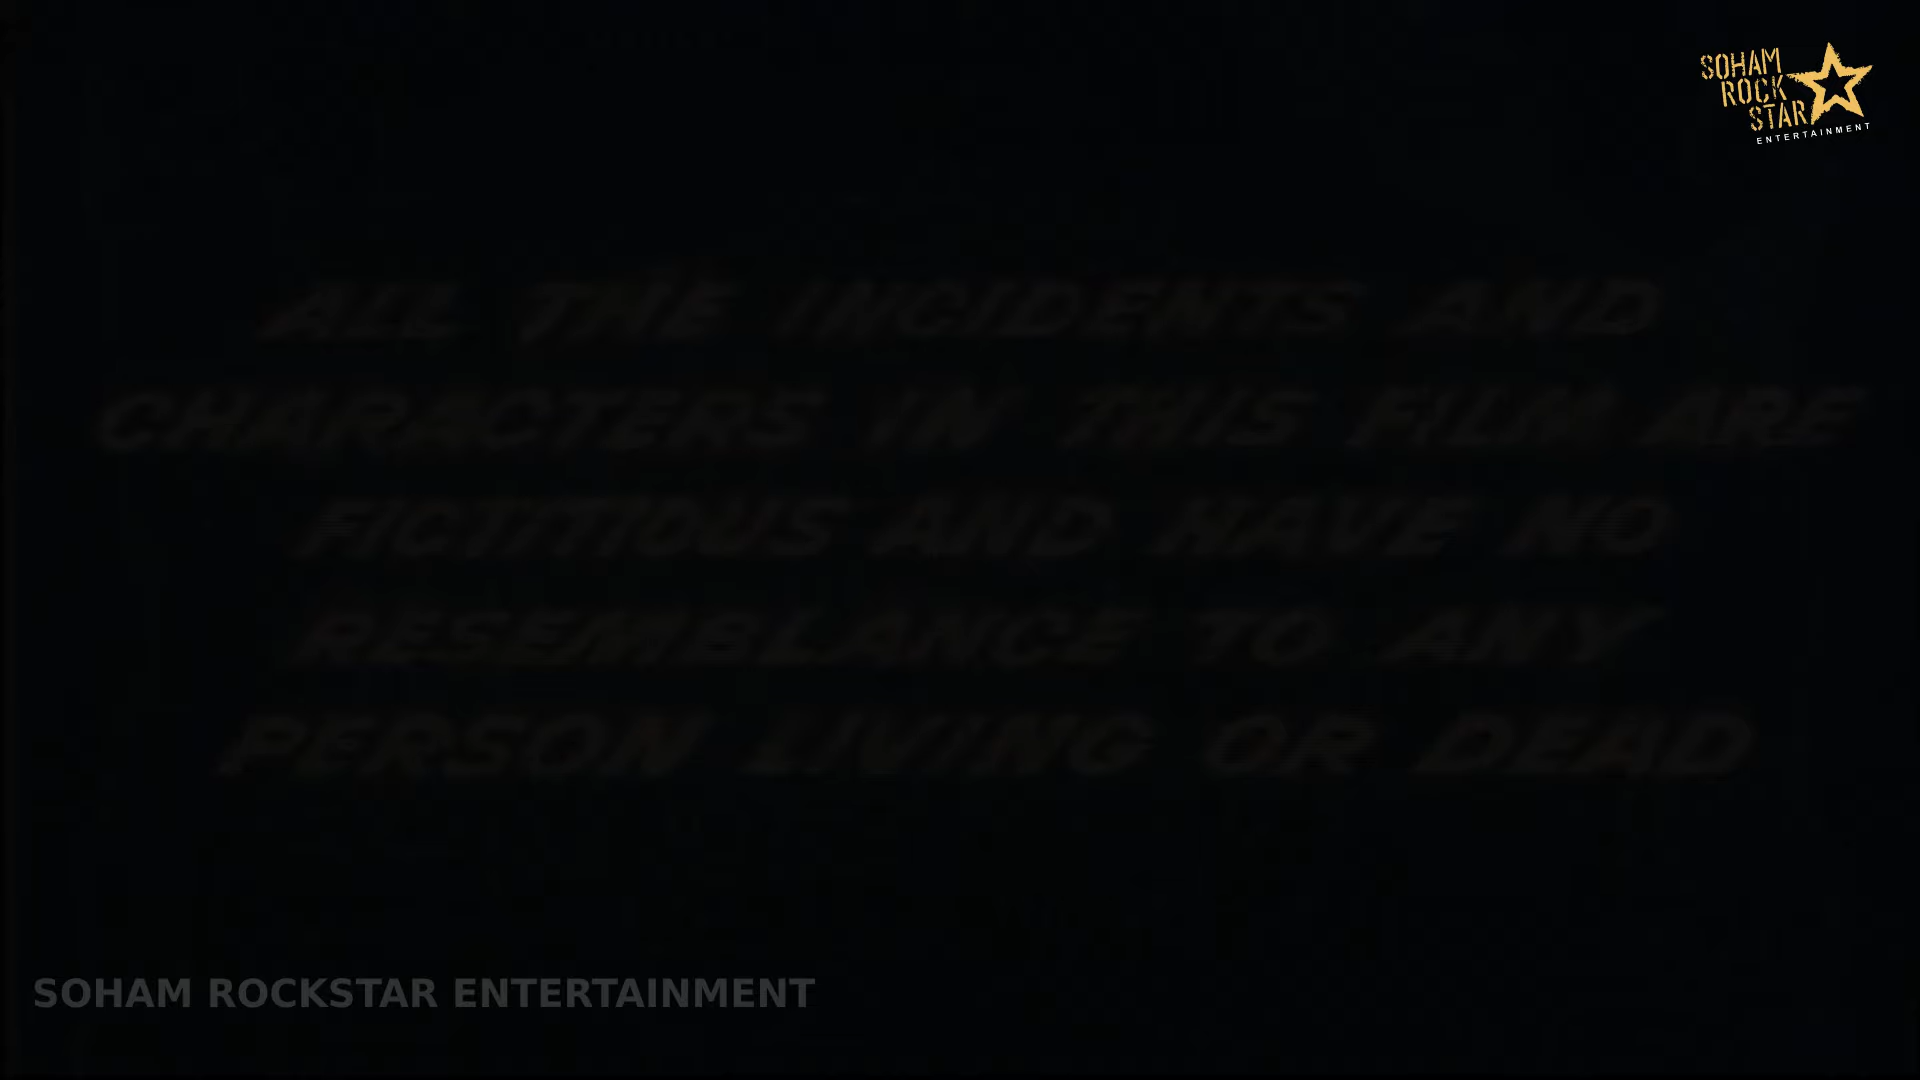 SOHAM
ROCK
STAR
ENTERTAINMENT
ALL THE INCIDENTS AND
CHARACTERS IN THIS FILM ARE
FICTITIOUS AND HAVE NO
RESEMBLANCE TO ANY
PERSON LIVING OR DEAD
SOHAM ROCKSTAR ENTERTAINMENT